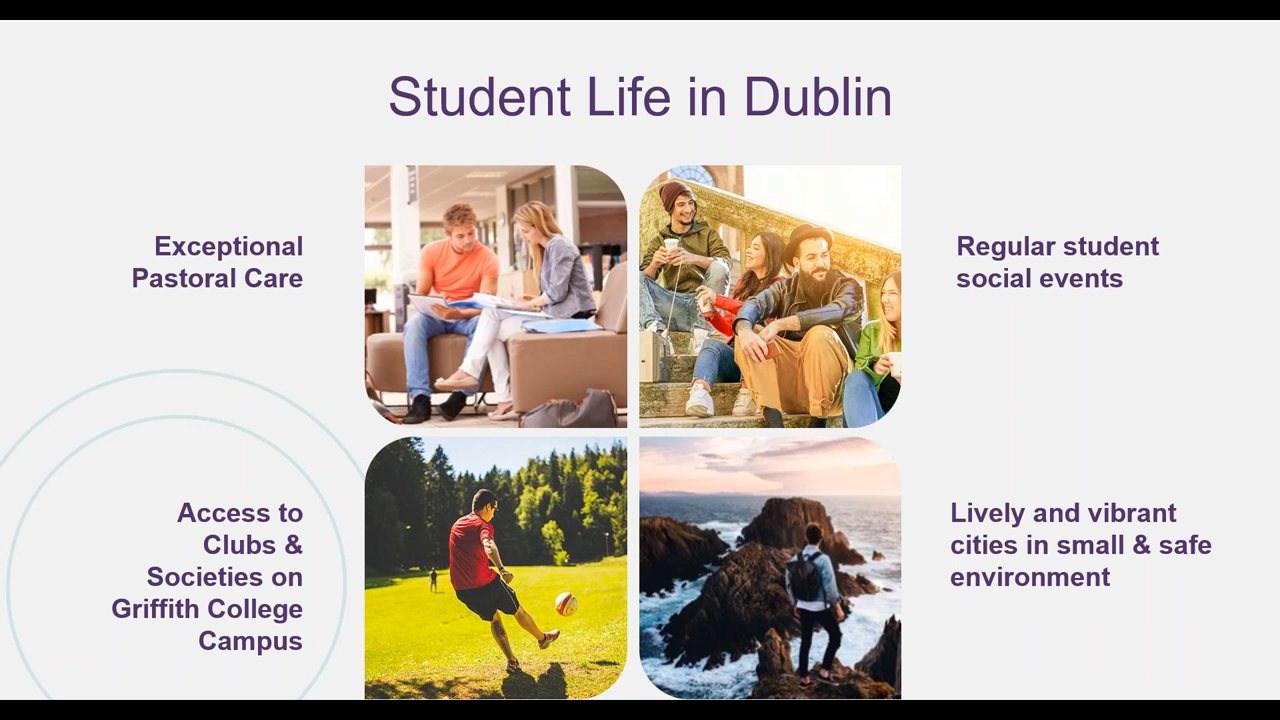 Student Life in Dublin
Exceptional
Pastoral Care
Regular student
social events
Access to
Clubs &
Societies on
Griffith College
Campus
Lively and vibrant
cities in small & safe
environment